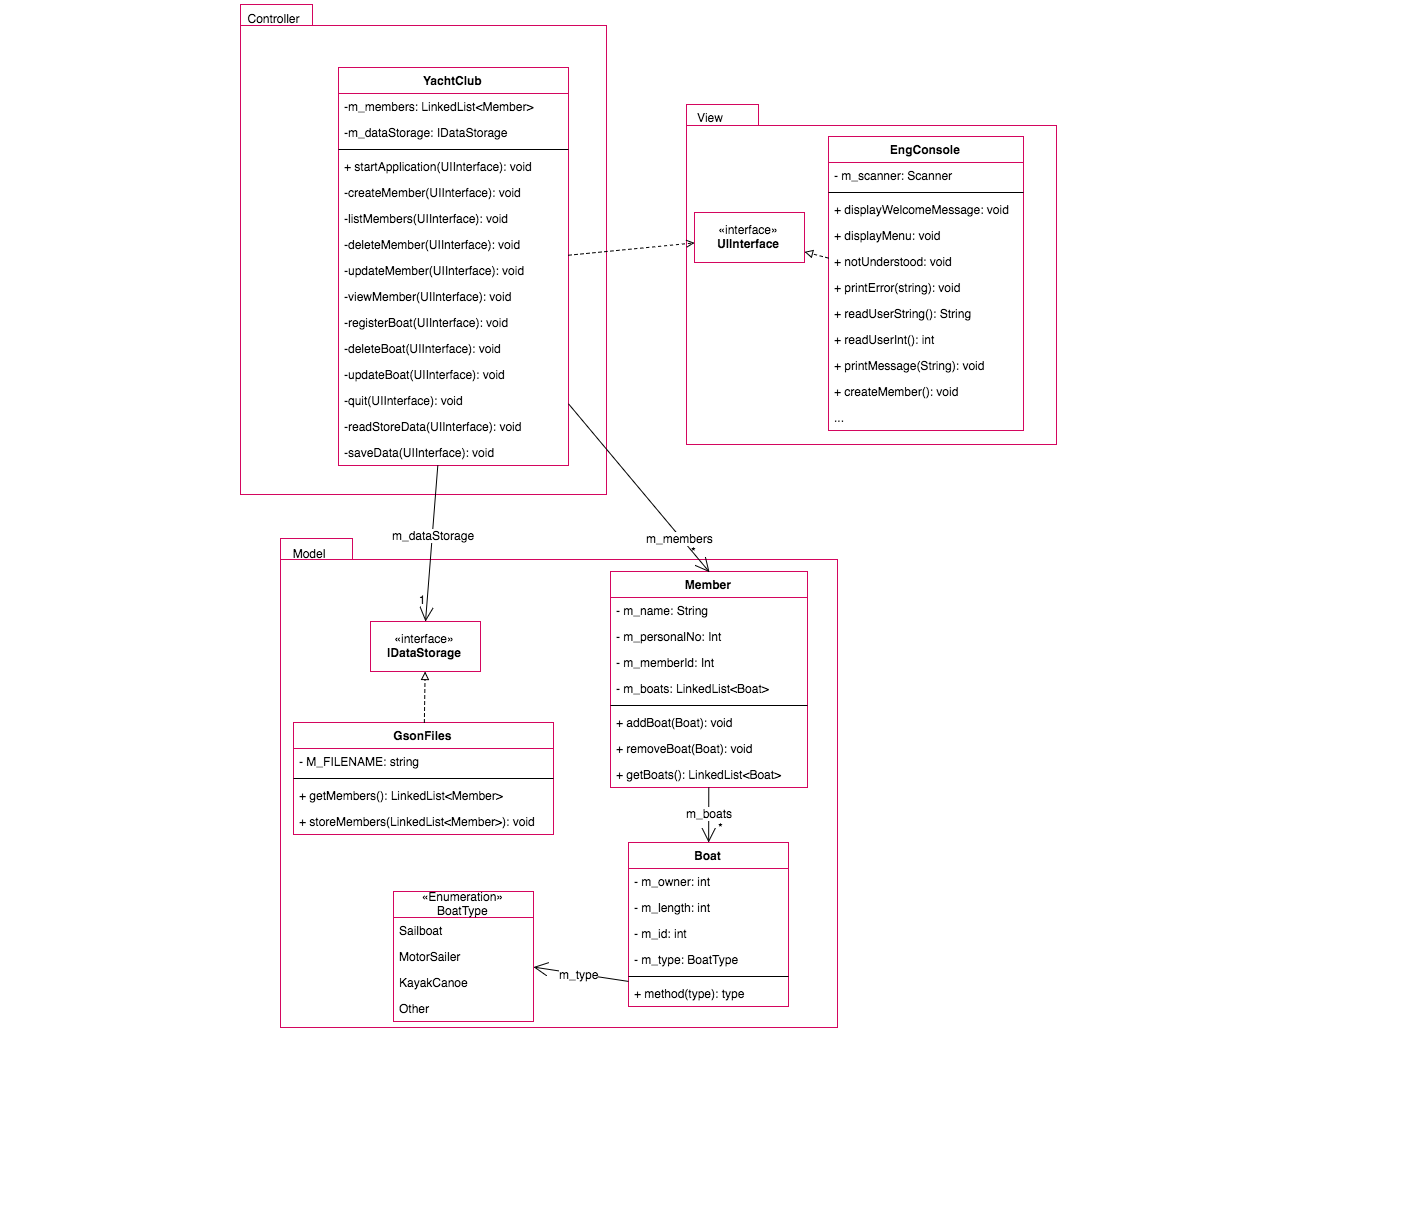 Controller
YachtClub
-m_members: LinkedList<Member>
-m_dataStorage: IDataStorage
+ startApplication(UIInterface): void
-createMember(UIInterface): void
-listMembers(UIInterface): void
-deleteMember(UIInterface): void
-updateMember(UIInterface): void
-viewMember(UIInterface): void
-registerBoat(UIInterface): void
-deleteBoat(UIInterface): void
-updateBoat(UIInterface): void
-quit(UIInterface): void
-readStoreData(UIInterface): void
-saveData(UIInterface): void
View
«interface»
UIInterface
EngConsole
- m_scanner: Scanner
+ displayWelcomeMessage: void
+ displayMenu: void
+ notUnderstood: void
+ printError(string): void
+ readUserString(): String
+ readUserInt(): int
+ printMessage(String): void
+ createMember(): void
...
m_dataStorage
1
m_members
*
Model
«interface»
IDataStorage
GsonFiles
- M_FILENAME: string
+ getMembers(): LinkedList<Member>
+ storeMembers(LinkedList<Member>): void
Member
- m_name: String
- m_personalNo: Int
- m_memberId: Int
- m_boats: LinkedList<Boat>
+ addBoat(Boat): void
+ removeBoat(Boat): void
+ getBoats(): LinkedList<Boat>
m_boats
*
Boat
- m_owner: int
- m_length: int
- m_id: int
- m_type: BoatType
+ method(type): type
m_type
«Enumeration»
BoatType
Sailboat
MotorSailer
KayakCanoe
Other